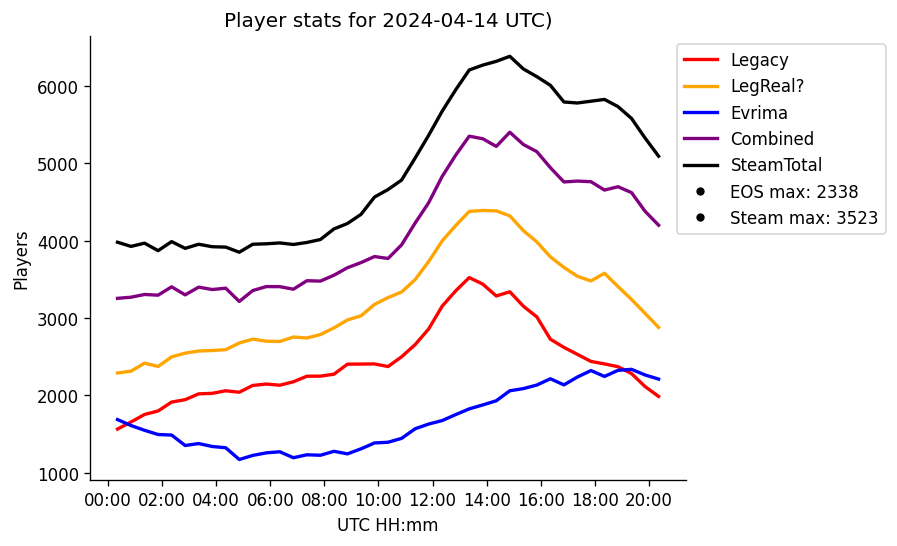 Player stats for 2024-04-14 UTC)
Legacy
LegReal?
Evrima
Combined
SteamTotal
EOS max: 2338
Steam max: 3523
Players
6000
5000
4000
3000
2000
1000
00:00 02:00 04:00 06:00 08:00 10:00 12:00 14:00 16:00 18:00 20:00
UTC HH:mm